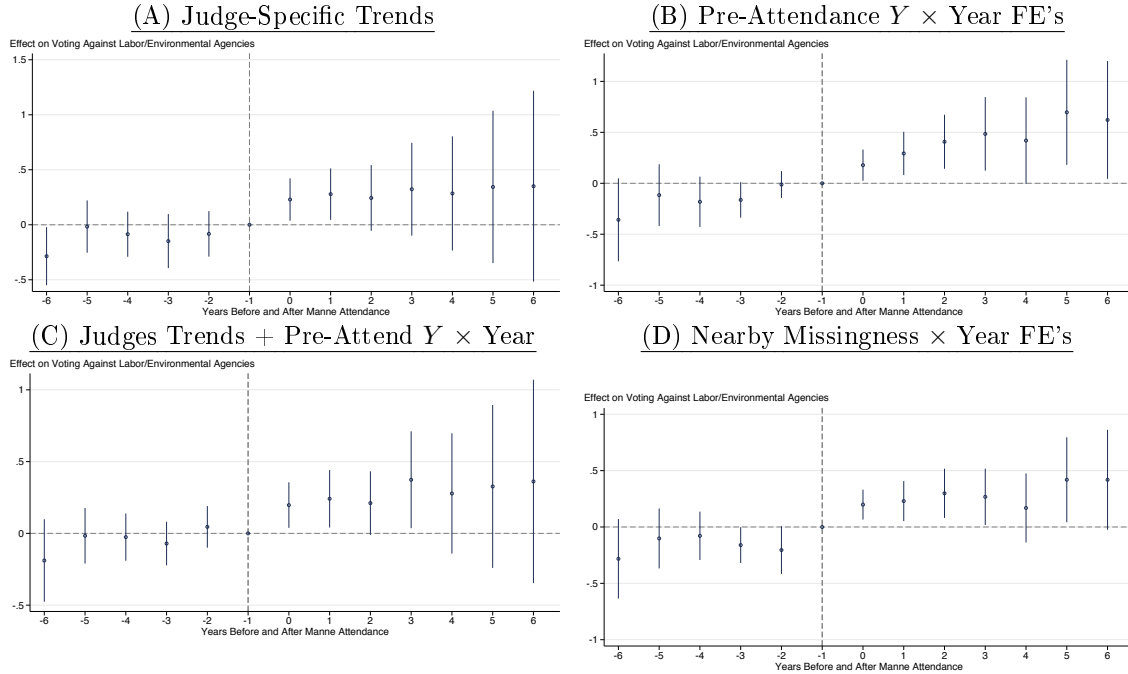 (A) Judge-Specific Trends
Effect on Voting Against Labor/Environmental Agencies
1.5
1
.5
0
-.5
-6 -5 -4 -3 -2 -1 0 1 2 3 4 5 6
Years Before and After Manne Attendance
(B) Pre-Attendance Y × Year FE's
Effect on Voting Against Labor/Environmental Agencies
1
.5
0
-.5
-1
-6 -5 -4 -3 -2 -1 0 1 2 3 4 5 6
Years Before and After Manne Attendance
(C) Judges Trends + Pre-Attend Y × Year
Effect on Voting Against Labor/Environmental Agencies
1
.5
0
-.5
-6 -5 -4 -3 -2 -1 0 1 2 3 4 5 6
Years Before and After Manne Attendance
(D) Nearby Missingness × Year FE's
Effect on Voting Against Labor/Environmental Agencies
1
.5
0
-.5
-1
-6 -5 -4 -3 -2 -1 0 1 2 3 4 5 6
Years Before and After Manne Attendance